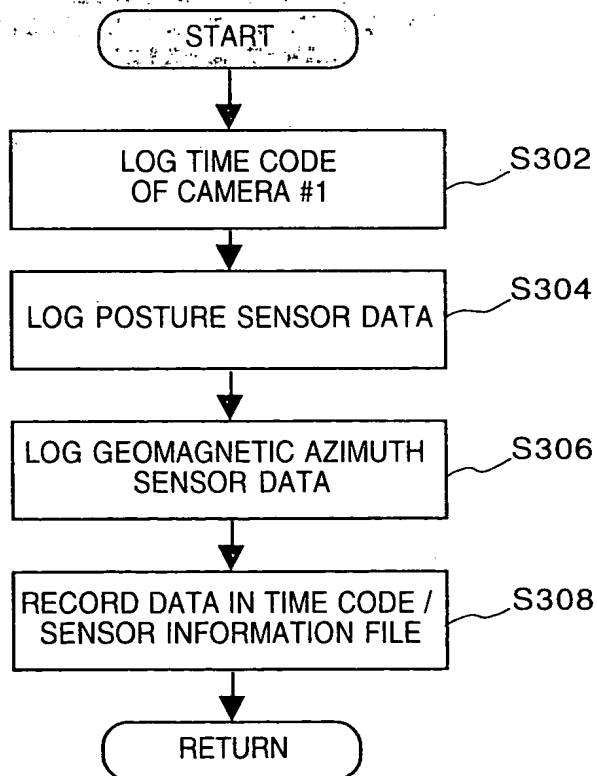 START
LOG TIME CODE
OF CAMERA #1
S302
LOG POSTURE SENSOR DATA
S304
LOG GEOMAGNETIC AZIMUTH
SENSOR DATA
S306
RECORD DATA IN TIME CODE /
SENSOR INFORMATION FILE
S308
RETURN